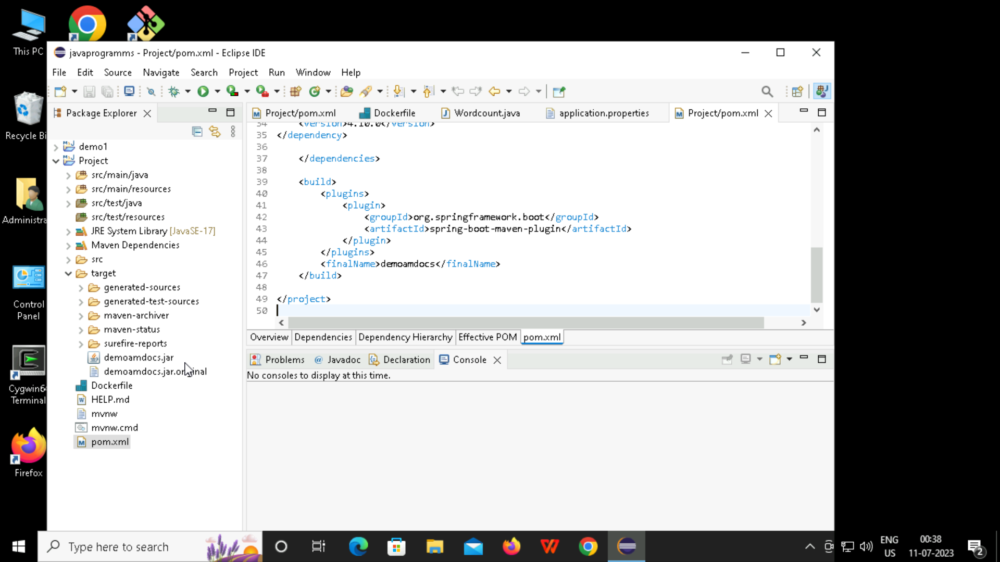 This PC
Recycle Bi
Administra
Control
Panel
Cygwin64
Terminal
Firefox
javaprogramms - Project/pom.xml - Eclipse IDE
File Edit Source Navigate Search Project Run Window Help
Package Explorer
demo1
Project
src/main/java
src/main/resources
src/test/java
src/test/resources
JRE System Library [JavaSE-17]
Maven Dependencies
src
target
generated-sources
generated-test-sources
maven-archiver
maven-status
surefire-reports
demoamdocs.jar
demoamdocs.jar.original
Dockerfile
HELP.md
mvnw
mvnw.cmd
pom.xml
Project/pom.xml Dockerfile Wordcount.java application.properties Project/pom.xml
34 <version>4.10.0</version>
35 </dependency>
36
37 </dependencies>
38
39 <build>
40 <plugins>
41 <plugin>
42 <groupId>org.springframework.boot</groupId>
43 <artifactId>spring-boot-maven-plugin</artifactId>
44 </plugin>
45 </plugins>
46 <finalName>demoamdocs</finalName>
47 </build>
48
49 </project>
50
Overview Dependencies Dependency Hierarchy Effective POM pom.xml
Problems @ Javadoc Declaration Console
No consoles to display at this time.
Type here to search
ENG
US
00:38
11-07-2023
2